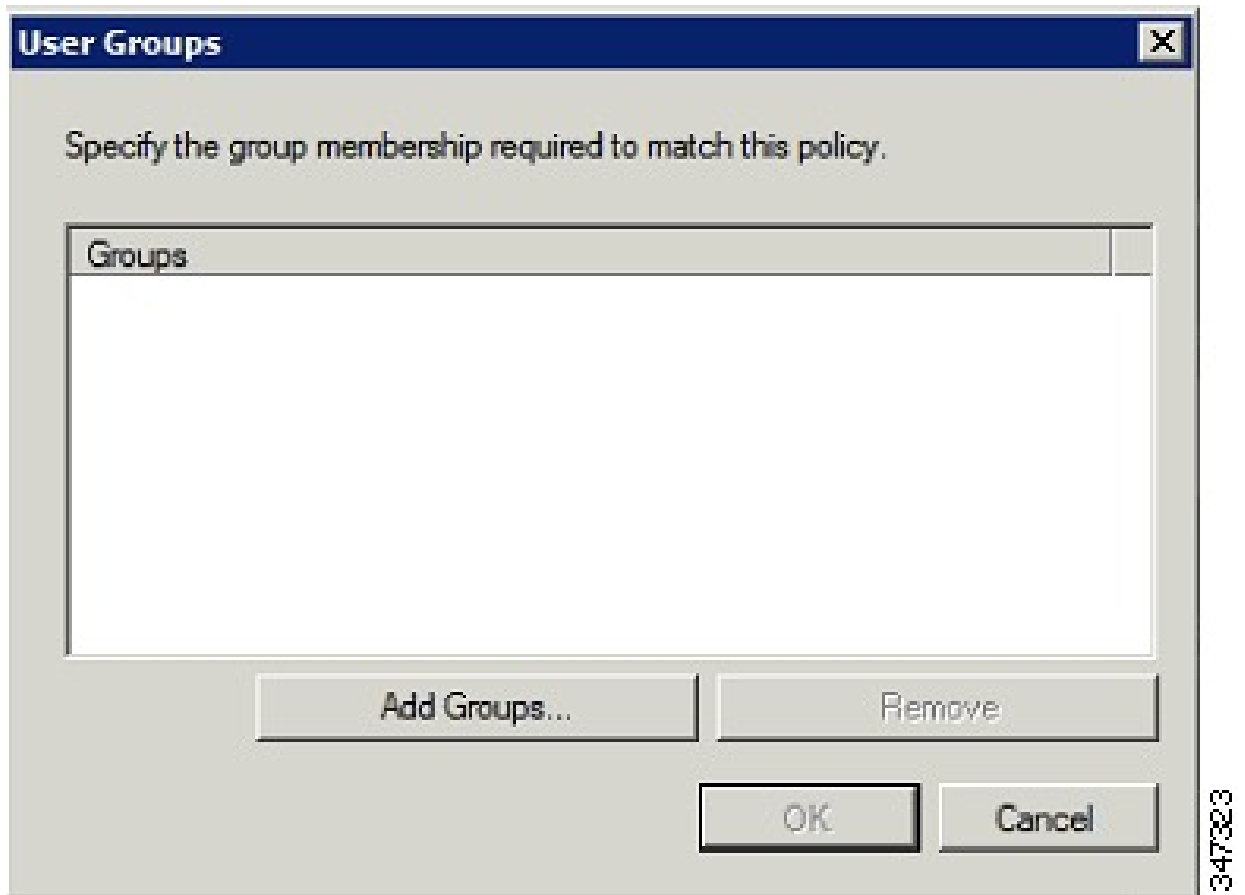 User Groups
Specify the group membership required to match this policy.
Groups
Add Groups...
Remove
OK
Cancel
347323